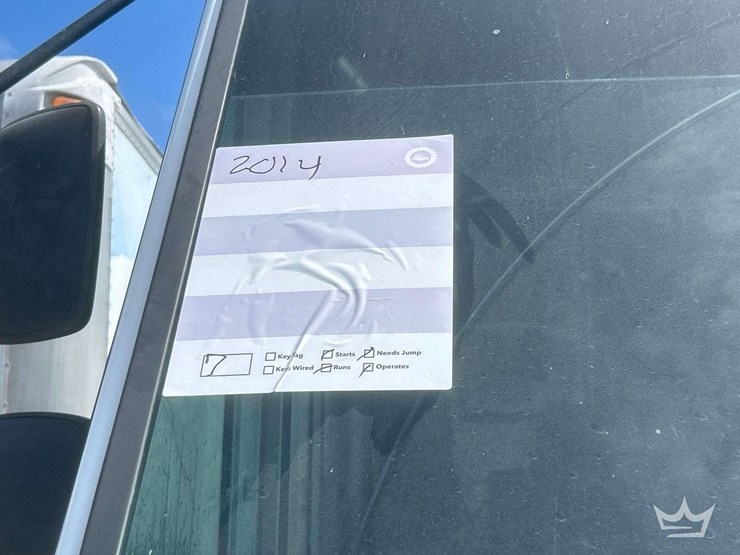 2014
7 Key Tag Starts Needs Jump
Keys Wired Runs Operates